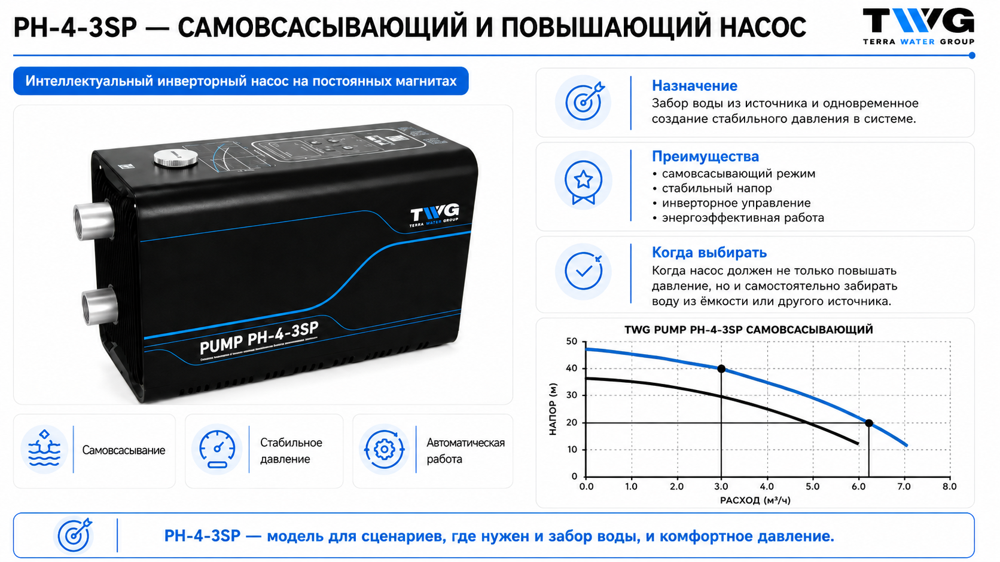 PH-4-3SP — САМОВСАСЫВАЮЩИЙ И ПОВЫШАЮЩИЙ НАСОС
TWG
TERRA WATER GROUP
Интеллектуальный инверторный насос на постоянных магнитах
TWG
TERRA WATER GROUP
PUMP PH-4-3SP
Самовсасывание
Стабильное
давление
Автоматическая
работа
Назначение
Забор воды из источника и одновременное
создание стабильного давления в системе.
Преимущества
• самовсасывающий режим
• стабильный напор
• инверторное управление
• энергоэффективная работа
Когда выбирать
Когда насос должен не только повышать
давление, но и самостоятельно забирать
воду из ёмкости или другого источника.
TWG PUMP PH-4-3SP САМОВСАСЫВАЮЩИЙ
НАПОР (м)
50
40
30
20
10
0
0.0 1.0 2.0 3.0 4.0 5.0 6.0 7.0 8.0
РАСХОД (м³/ч)
PH-4-3SP — модель для сценариев, где нужен и забор воды, и комфортное давление.